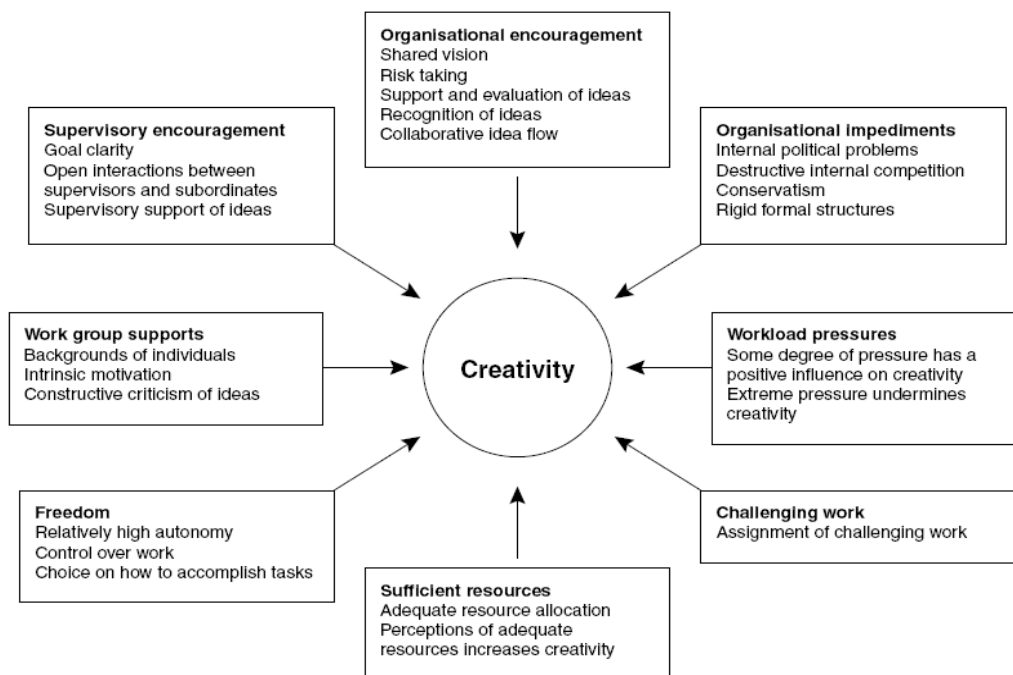 Organisational encouragement
Shared vision
Risk taking
Support and evaluation of ideas
Recognition of ideas
Collaborative idea flow
Supervisory encouragement
Goal clarity
Open interactions between
supervisors and subordinates
Supervisory support of ideas
Organisational impediments
Internal political problems
Destructive internal competition
Conservatism
Rigid formal structures
Work group supports
Backgrounds of individuals
Intrinsic motivation
Constructive criticism of ideas
Creativity
Workload pressures
Some degree of pressure has a
positive influence on creativity
Extreme pressure undermines
creativity
Freedom
Relatively high autonomy
Control over work
Choice on how to accomplish tasks
Challenging work
Assignment of challenging work
Sufficient resources
Adequate resource allocation
Perceptions of adequate
resources increases creativity